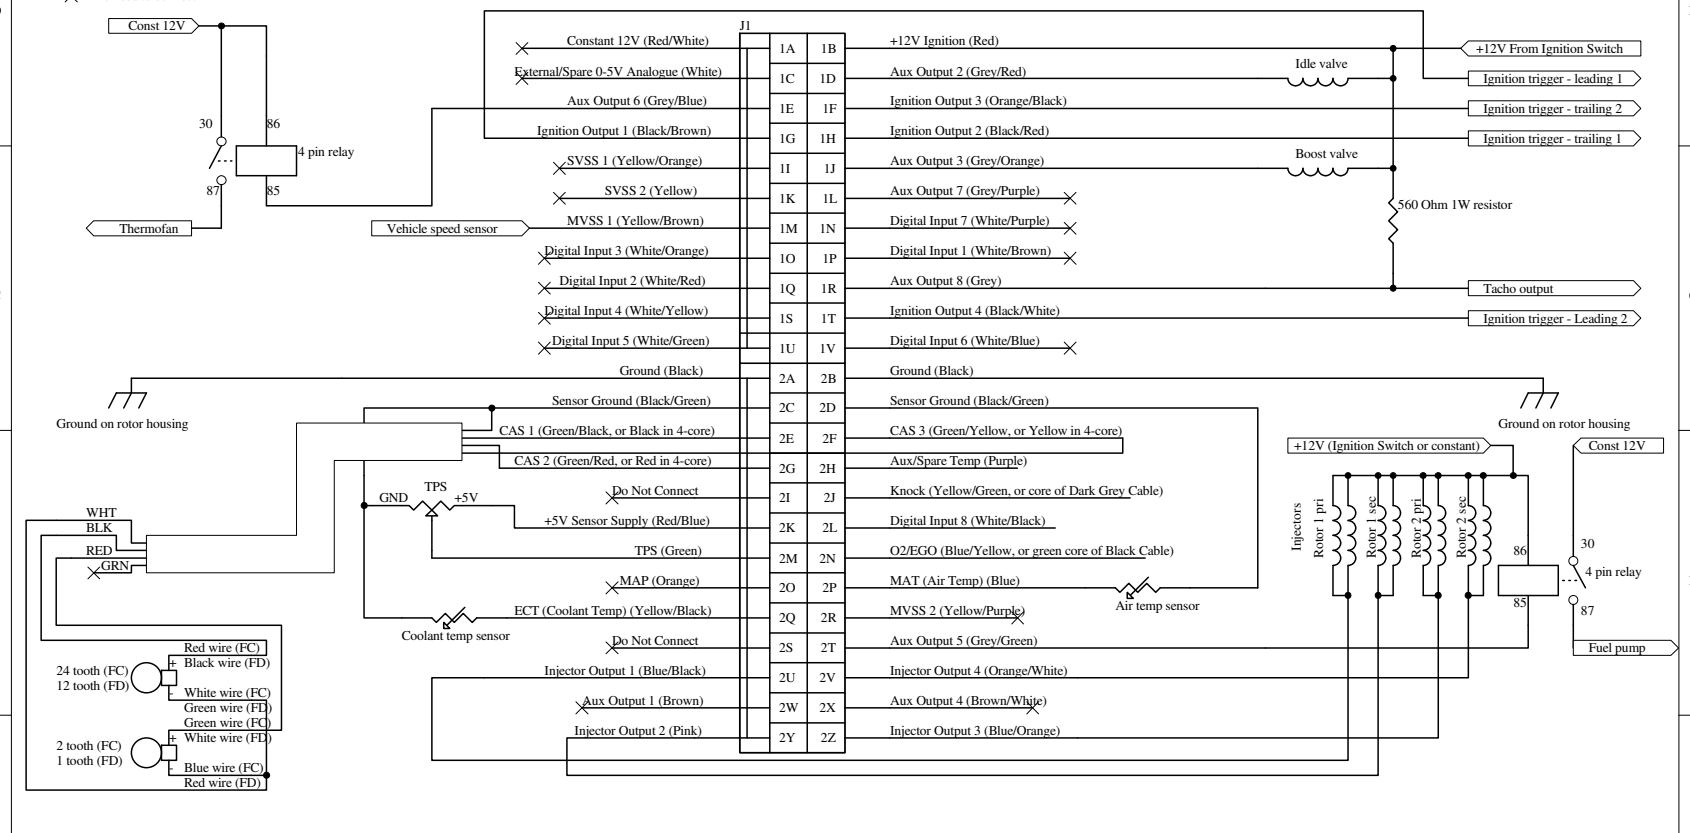 Const 12V
30
86
4 pin relay
87
85
Thermofan
Vehicle speed sensor
J1
Constant 12V (Red/White)
1A
1B
+12V Ignition (Red)
+12V From Ignition Switch
External/Spare 0-5V Analogue (White)
1C
1D
Aux Output 2 (Grey/Red)
Idle valve
Ignition trigger - leading 1
Aux Output 6 (Grey/Blue)
1E
1F
Ignition Output 3 (Orange/Black)
Ignition trigger - trailing 2
Ignition Output 1 (Black/Brown)
1G
1H
Ignition Output 2 (Black/Red)
Ignition trigger - trailing 1
SVSS 1 (Yellow/Orange)
1I
1J
Aux Output 3 (Grey/Orange)
Boost valve
SVSS 2 (Yellow)
1K
1L
Aux Output 7 (Grey/Purple)
560 Ohm 1W resistor
MVSS 1 (Yellow/Brown)
1M
1N
Digital Input 7 (White/Purple)
Digital Input 3 (White/Orange)
1O
1P
Digital Input 1 (White/Brown)
Digital Input 2 (White/Red)
1Q
1R
Aux Output 8 (Grey)
Tacho output
Digital Input 4 (White/Yellow)
1S
1T
Ignition Output 4 (Black/White)
Ignition trigger - Leading 2
Digital Input 5 (White/Green)
1U
1V
Digital Input 6 (White/Blue)
Ground (Black)
2A
2B
Ground (Black)
Ground on rotor housing
Ground on rotor housing
Sensor Ground (Black/Green)
2C
2D
Sensor Ground (Black/Green)
CAS 1 (Green/Black, or Black in 4-core)
2E
2F
CAS 3 (Green/Yellow, or Yellow in 4-core)
CAS 2 (Green/Red, or Red in 4-core)
2G
2H
Aux/Spare Temp (Purple)
Do Not Connect
2I
2J
Knock (Yellow/Green, or core of Dark Grey Cable)
TPS
GND
+5V
+5V Sensor Supply (Red/Blue)
2K
2L
Digital Input 8 (White/Black)
TPS (Green)
2M
2N
O2/EGO (Blue/Yellow, or green core of Black Cable)
MAP (Orange)
2O
2P
MAT (Air Temp) (Blue)
Air temp sensor
ECT (Coolant Temp) (Yellow/Black)
2Q
2R
MVSS 2 (Yellow/Purple)
Coolant temp sensor
Do Not Connect
2S
2T
Aux Output 5 (Grey/Green)
Injector Output 1 (Blue/Black)
2U
2V
Injector Output 4 (Orange/White)
Aux Output 1 (Brown)
2W
2X
Aux Output 4 (Brown/White)
Injector Output 2 (Pink)
2Y
2Z
Injector Output 3 (Blue/Orange)
+12V (Ignition Switch or constant)
Const 12V
Injectors
Rotor 1 pri
Rotor 1 sec
Rotor 2 pri
Rotor 2 sec
86
30
4 pin relay
85
87
Fuel pump
WHT
BLK
RED
GRN
Red wire (FC)
+ Black wire (FD)
24 tooth (FC)
12 tooth (FD)
- White wire (FC)
Green wire (FD)
Green wire (FC)
+ White wire (FD)
2 tooth (FC)
1 tooth (FD)
- Blue wire (FC)
Red wire (FD)